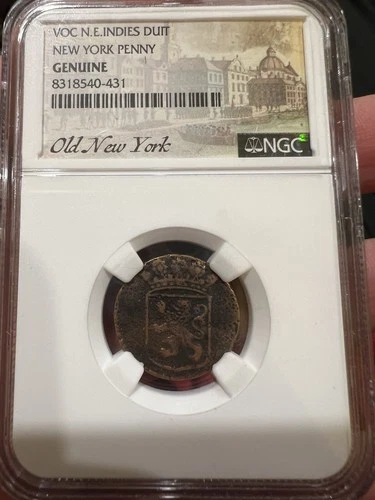 VOC N.E.INDIES DUIT
NEW YORK PENNY
GENUINE
8318540-431
Old New York
NGC